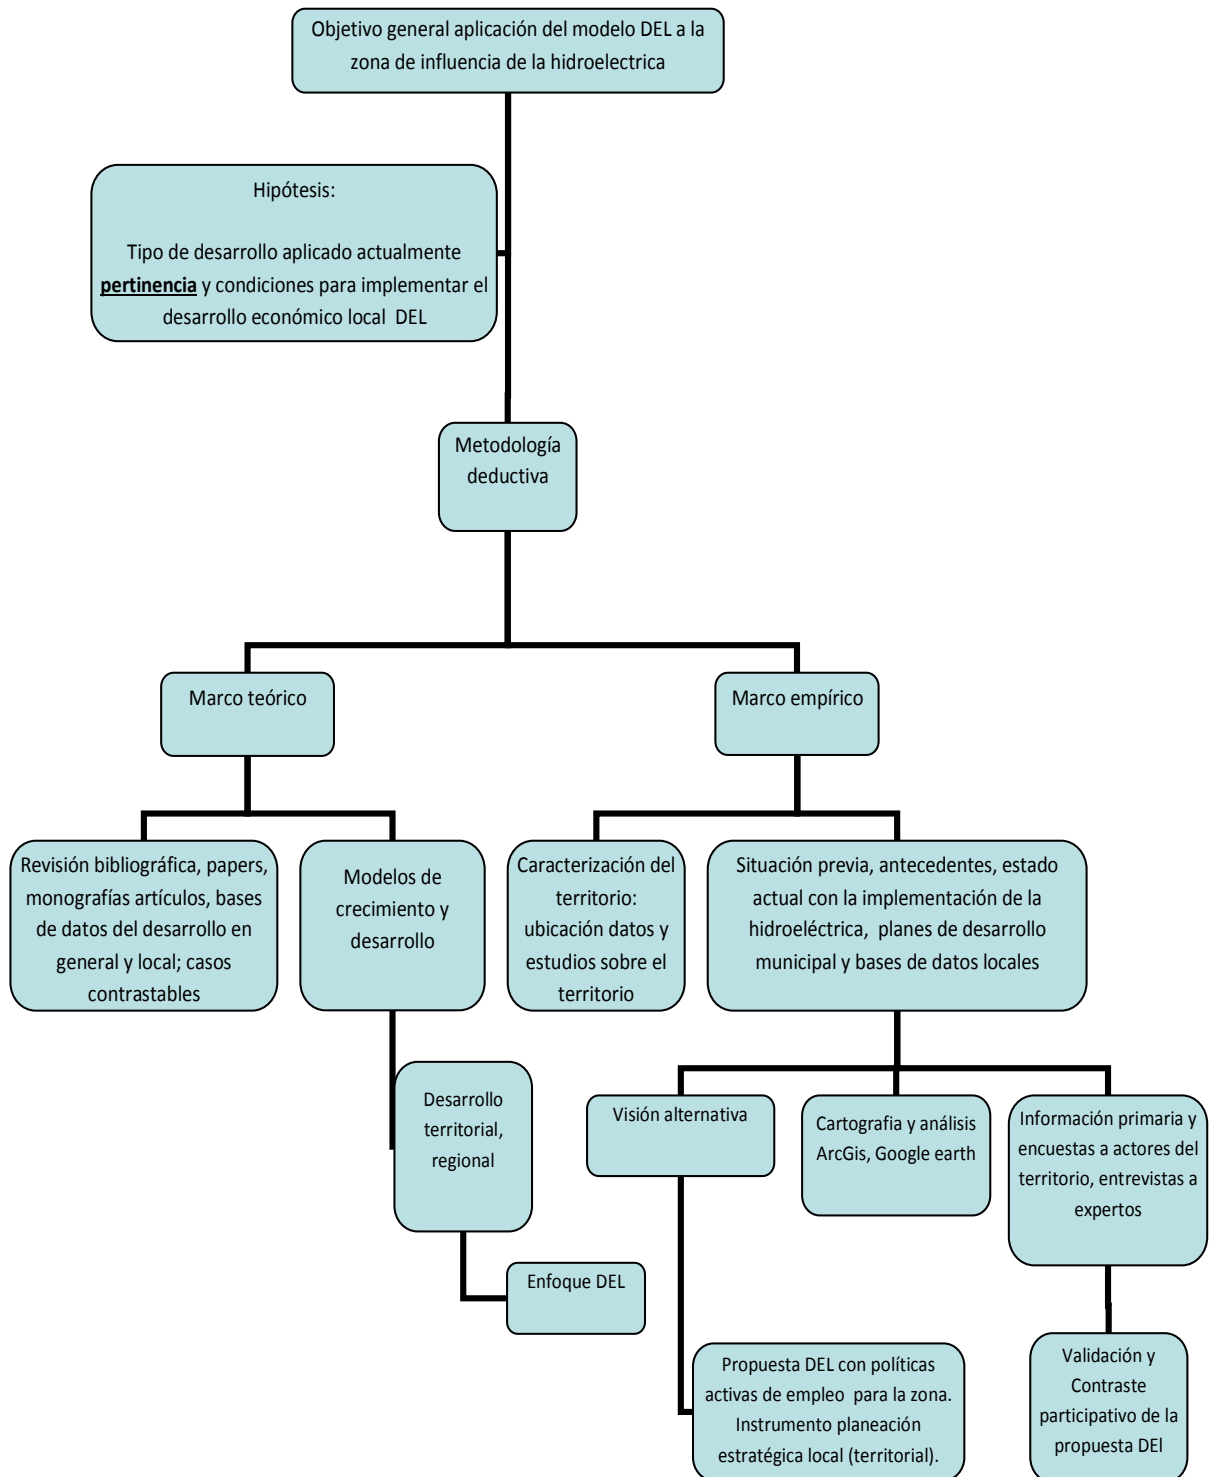 Objetivo general aplicación del modelo DEL a la
zona de influencia de la hidroelectrica
Hipótesis:
Tipo de desarrollo aplicado actualmente
pertinencia y condiciones para implementar el
desarrollo económico local  DEL
Metodología
deductiva
Marco teórico
Marco empírico
Revisión bibliográfica, papers,
monografías artículos, bases
de datos del desarrollo en
general y local; casos
contrastables
Modelos de
crecimiento y
desarrollo
Caracterización del
territorio:
ubicación datos y
estudios sobre el
territorio
Situación previa, antecedentes, estado
actual con la implementación de la
hidroeléctrica,  planes de desarrollo
municipal y bases de datos locales
Desarrollo
territorial,
regional
Enfoque DEL
Visión alternativa
Cartografia y análisis
ArcGis, Google earth
Información primaria y
encuestas a actores del
territorio, entrevistas a
expertos
Propuesta DEL con políticas
activas de empleo  para la zona.
Instrumento planeación
estratégica local (territorial).
Validación y
Contraste
participativo de la
propuesta DEl